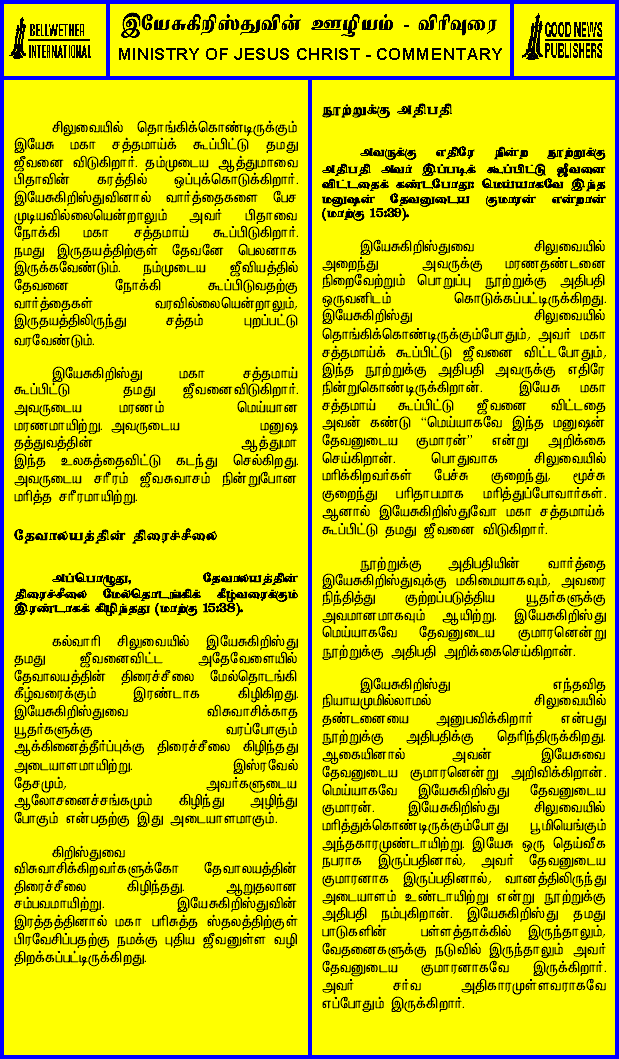 BELLWETHER
INTERNATIONAL
இயேசுகிறிஸ்துவின் ஊழியம் - விரிவுரை
MINISTRY OF JESUS CHRIST - COMMENTARY
GOOD NEWS
PUBLISHERS
சிலுவையில் தொங்கிக்கொண்டிருக்கும்
இயேசு மகா சத்தமாய்க் கூப்பிட்டு தமது
ஜீவனை விடுகிறார். தம்முடைய ஆத்துமாவை
பிதாவின் கரத்தில் ஒப்புக்கொடுக்கிறார்.
இயேசுகிறிஸ்துவினால் வார்த்தைகளை பேச
முடியவில்லையென்றாலும் அவர் பிதாவை
நோக்கி மகா சத்தமாய் கூப்பிடுகிறார்.
நமது இருதயத்திற்குள் தேவனே பெலனாக
இருக்கவேண்டும். நம்முடைய ஜீவியத்தில்
தேவனை நோக்கி கூப்பிடுவதற்கு
வார்த்தைகள் வரவில்லையென்றாலும்,
இருதயத்திலிருந்து சத்தம் புறப்பட்டு
வரவேண்டும்.
இயேசுகிறிஸ்து மகா சத்தமாய்
கூப்பிட்டு தமது ஜீவனைவிடுகிறார்.
அவருடைய மரணம் மெய்யான
மரணமாயிற்று. அவருடைய மனுஷ
தத்துவத்தின் ஆத்துமா
இந்த உலகத்தைவிட்டு கடந்து செல்கிறது.
அவருடைய சரீரம் ஜீவசுவாசம் நின்றுபோன
மரித்த சரீரமாயிற்று.
தேவாலயத்தின் திரைச்சீலை
அப்பொழுது, தேவாலயத்தின்
திரைச்சீலை மேல்தொடங்கிக் கீழ்வரைக்கும்
இரண்டாகக் கிழிந்தது (மாற்கு 15:38).
கல்வாரி சிலுவையில் இயேசுகிறிஸ்து
தமது ஜீவனைவிட்ட அதேவேளையில்
தேவாலயத்தின் திரைச்சீலை மேல்தொடங்கி
கீழ்வரைக்கும் இரண்டாக கிழிகிறது.
இயேசுகிறிஸ்துவை விசுவாசிக்காத
யூதர்களுக்கு வரப்போகும்
ஆக்கினைத்தீர்ப்புக்கு திரைச்சீலை கிழிந்தது
அடையாளமாயிற்று. இஸ்ரவேல்
தேசமும், அவர்களுடைய
ஆலோசனைச்சங்கமும் கிழிந்து அழிந்து
போகும் என்பதற்கு இது அடையாளமாகும்.
கிறிஸ்துவை
விசுவாசிக்கிறவர்களுக்கோ தேவாலயத்தின்
திரைச்சீலை கிழிந்தது. ஆறுதலான
சம்பவமாயிற்று. இயேசுகிறிஸ்துவின்
இரத்தத்தினால் மகா பரிசுத்த ஸ்தலத்திற்குள்
பிரவேசிப்பதற்கு நமக்கு புதிய ஜீவனுள்ள வழி
திறக்கப்பட்டிருக்கிறது.
நூற்றுக்கு அதிபதி
அவருக்கு எதிரே நின்ற நூற்றுக்கு
அதிபதி அவர் இப்படிக் கூப்பிட்டு ஜீவனை
விட்டதைக் கண்டபோது: மெய்யாகவே இந்த
மனுஷன் தேவனுடைய குமாரன் என்றான்
(மாற்கு 15:39).
இயேசுகிறிஸ்துவை சிலுவையில்
அறைந்து அவருக்கு மரணதண்டனை
நிறைவேற்றும் பொறுப்பு நூற்றுக்கு அதிபதி
ஒருவனிடம் கொடுக்கப்பட்டிருக்கிறது.
இயேசுகிறிஸ்து சிலுவையில்
தொங்கிக்கொண்டிருக்கும்போதும், அவர் மகா
சத்தமாய்க் கூப்பிட்டு ஜீவனை விட்டபோதும்,
இந்த நூற்றுக்கு அதிபதி அவருக்கு எதிரே
நின்றுகொண்டிருக்கிறான். இயேசு மகா
சத்தமாய் கூப்பிட்டு ஜீவனை விட்டதை
அவன் கண்டு “மெய்யாகவே இந்த மனுஷன்
தேவனுடைய குமாரன்” என்று அறிக்கை
செய்கிறான். பொதுவாக சிலுவையில்
மரிக்கிறவர்கள் பேச்சு குறைந்து, மூச்சு
குறைந்து பரிதாபமாக மரித்துப்போவார்கள்.
ஆனால் இயேசுகிறிஸ்துவோ மகா சத்தமாய்க்
கூப்பிட்டு தமது ஜீவனை விடுகிறார்.
நூற்றுக்கு அதிபதியின் வார்த்தை
இயேசுகிறிஸ்துவுக்கு மகிமையாகவும், அவரை
நிந்தித்து குற்றப்படுத்திய யூதர்களுக்கு
அவமானமாகவும் ஆயிற்று. இயேசுகிறிஸ்து
மெய்யாகவே தேவனுடைய குமாரனென்று
நூற்றுக்கு அதிபதி அறிக்கைசெய்கிறான்.
இயேசுகிறிஸ்து எந்தவித
நியாயமுமில்லாமல் சிலுவையில்
தண்டனையை அனுபவிக்கிறார் என்பது
நூற்றுக்கு அதிபதிக்கு தெரிந்திருக்கிறது.
ஆகையினால் அவன் இயேசுவை
தேவனுடைய குமாரனென்று அறிவிக்கிறான்.
மெய்யாகவே இயேசுகிறிஸ்து தேவனுடைய
குமாரன். இயேசுகிறிஸ்து சிலுவையில்
மரித்துக்கொண்டிருக்கும்போது பூமியெங்கும்
அந்தகாரமுண்டாயிற்று. இயேசு ஒரு தெய்வீக
நபராக இருப்பதினால், அவர் தேவனுடைய
குமாரனாக இருப்பதினால், வானத்திலிருந்து
அடையாளம் உண்டாயிற்று என்று நூற்றுக்கு
அதிபதி நம்புகிறான். இயேசுகிறிஸ்து தமது
பாடுகளின் பள்ளத்தாக்கில் இருந்தாலும்,
வேதனைகளுக்கு நடுவில் இருந்தாலும் அவர்
தேவனுடைய குமாரனாகவே இருக்கிறார்.
அவர் சர்வ அதிகாரமுள்ளவராகவே
எப்போதும் இருக்கிறார்.